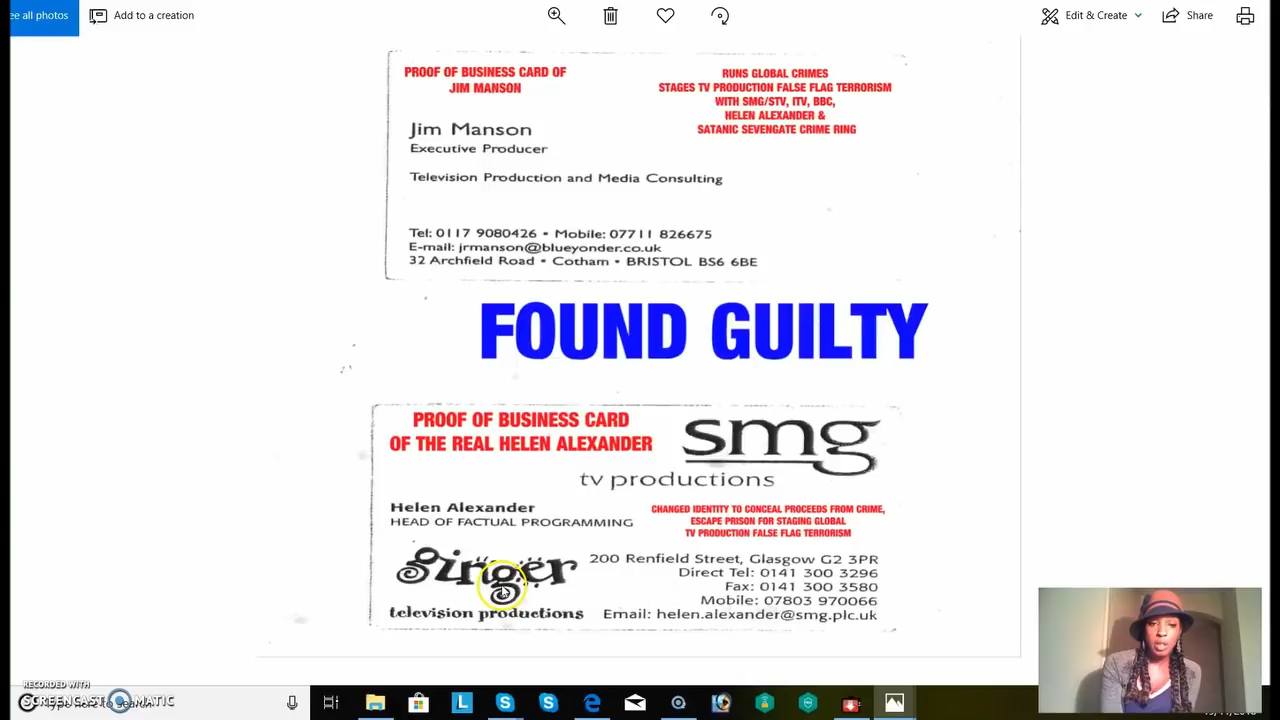 ee all photos
Add to a creation
Edit & Create
Share
PROOF OF BUSINESS CARD OF
JIM MANSON
RUNS GLOBAL CRIMES
STAGES TV PRODUCTION FALSE FLAG TERRORISM
WITH SMG/STV, ITV, BBC,
HELEN ALEXANDER &
SATANIC SEVENGATE CRIME RING
Jim Manson
Executive Producer
Television Production and Media Consulting
Tel: 0117 9080426 • Mobile: 07711 826675
E-mail: jrmanson@blueyonder.co.uk
32 Archfield Road • Cotham • BRISTOL BS6 6BE
FOUND GUILTY
PROOF OF BUSINESS CARD
OF THE REAL HELEN ALEXANDER
smg
tv productions
Helen Alexander
HEAD OF FACTUAL PROGRAMMING
CHANGED IDENTITY TO CONCEAL PROCEEDS FROM CRIME,
ESCAPE PRISON FOR STAGING GLOBAL
TV PRODUCTION FALSE FLAG TERRORISM
ginger
television productions
200 Renfield Street, Glasgow G2 3PR
Direct Tel: 0141 300 3296
Fax: 0141 300 3580
Mobile: 07803 970066
Email: helen.alexander@smg.plc.uk
RECORDED WITH
SCREENCAST MATIC